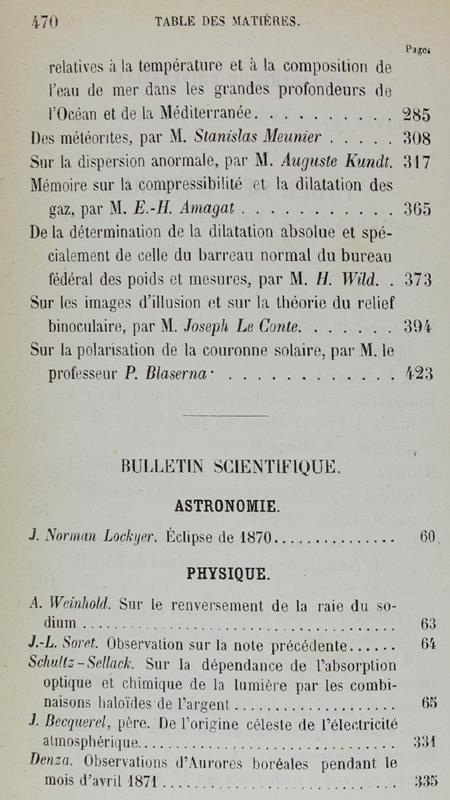 470 TABLE DES MATIÈRES.
Pages
relatives à la température et à la composition de
l'eau de mer dans les grandes profondeurs de
l'Océan et de la Méditerranée. . . . . . . . . . . 285
Des météorites, par M. Stanislas Meunier . . . . . 308
Sur la dispersion anormale, par M. Auguste Kundt. 317
Mémoire sur la compressibilité et la dilatation des
gaz, par M. E.-H. Amagat . . . . . . . . . . . . 365
De la détermination de la dilatation absolue et spé-
cialement de celle du barreau normal du bureau
fédéral des poids et mesures, par M. H. Wild. . 373
Sur les images d'illusion et sur la théorie du relief
binoculaire, par M. Joseph Le Conte. . . . . . . 394
Sur la polarisation de la couronne solaire, par M. le
professeur P. Blaserna · . . . . . . . . . . . . . 423
BULLETIN SCIENTIFIQUE.
ASTRONOMIE.
J. Norman Lockyer. Éclipse de 1870............... 60
PHYSIQUE.
A. Weinhold. Sur le renversement de la raie du so-
dium ..................................... 63
J.-L. Soret. Observation sur la note précédente...... 64
Schultz-Sellack. Sur la dépendance de l'absorption
optique et chimique de la lumière par les combi-
naisons haloïdes de l'argent .................. 65
J. Becquerel, père. De l'origine céleste de l'électricité
atmosphérique............................. 331
Denza. Observations d'Aurores boréales pendant le
mois d'avril 1871 .......................... 335